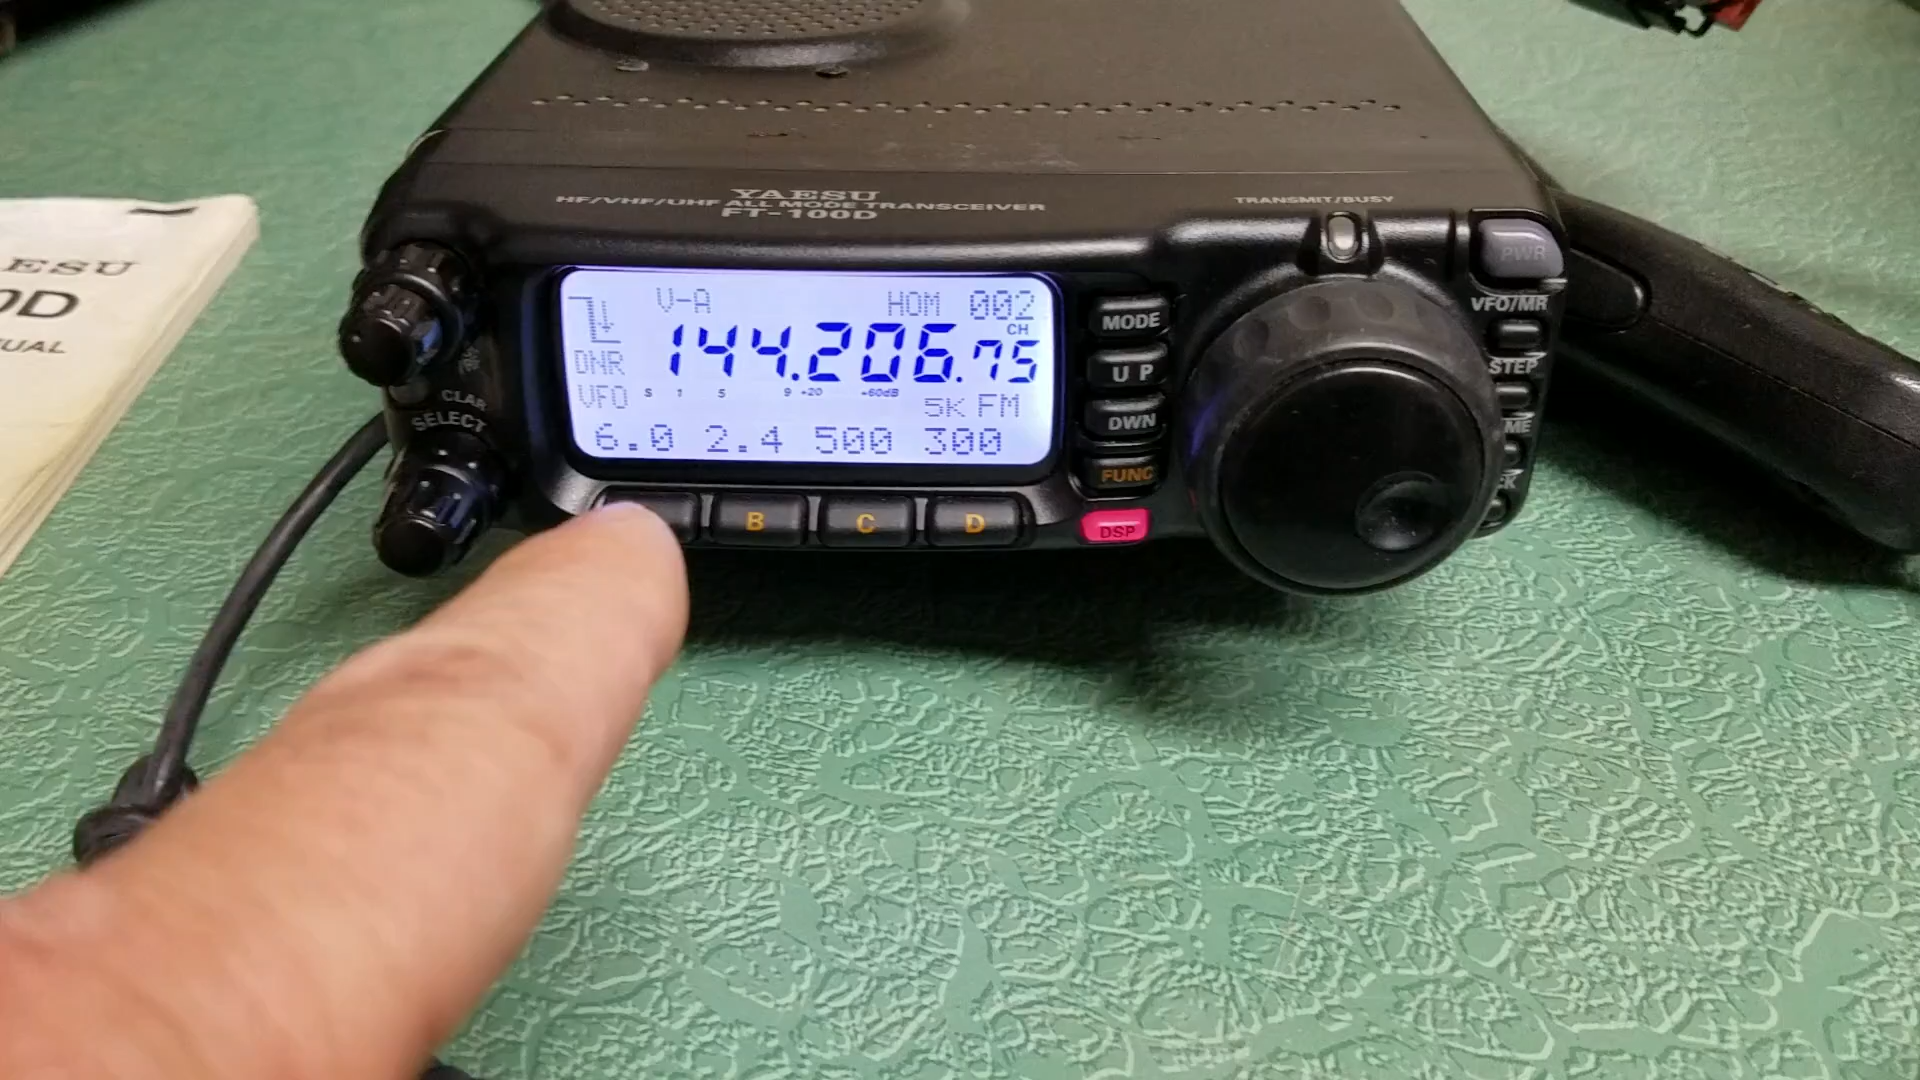 YAESU
HF/VHF/UHF ALL MODE TRANSCEIVER
FT-100D
TRANSMIT/BUSY
PWR
ESU
0D
UAL
V-A
HOM 002
CH
144.206.75
DNR
VFO
S 1 5 9 +20 +60dB
5K FM
6.0 2.4 500 300
MODE
UP
DWN
FUNC
DSP
VFO/MR
STEP
ME
CLAR
SELECT
B
C
D